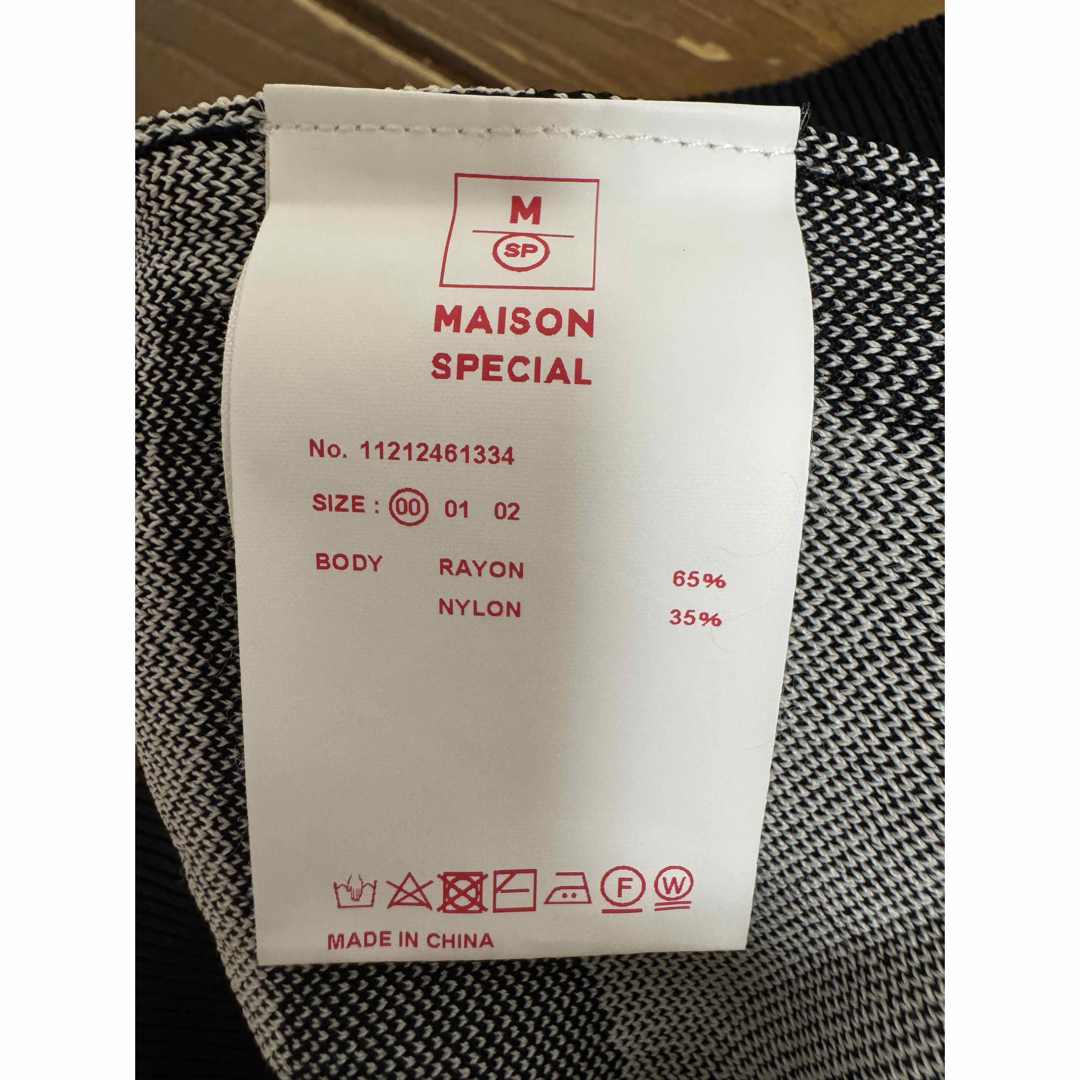 M
SP
MAISON
SPECIAL
No. 11212461334
SIZE : 00 01 02
BODY RAYON 65%
NYLON 35%
F W
MADE IN CHINA